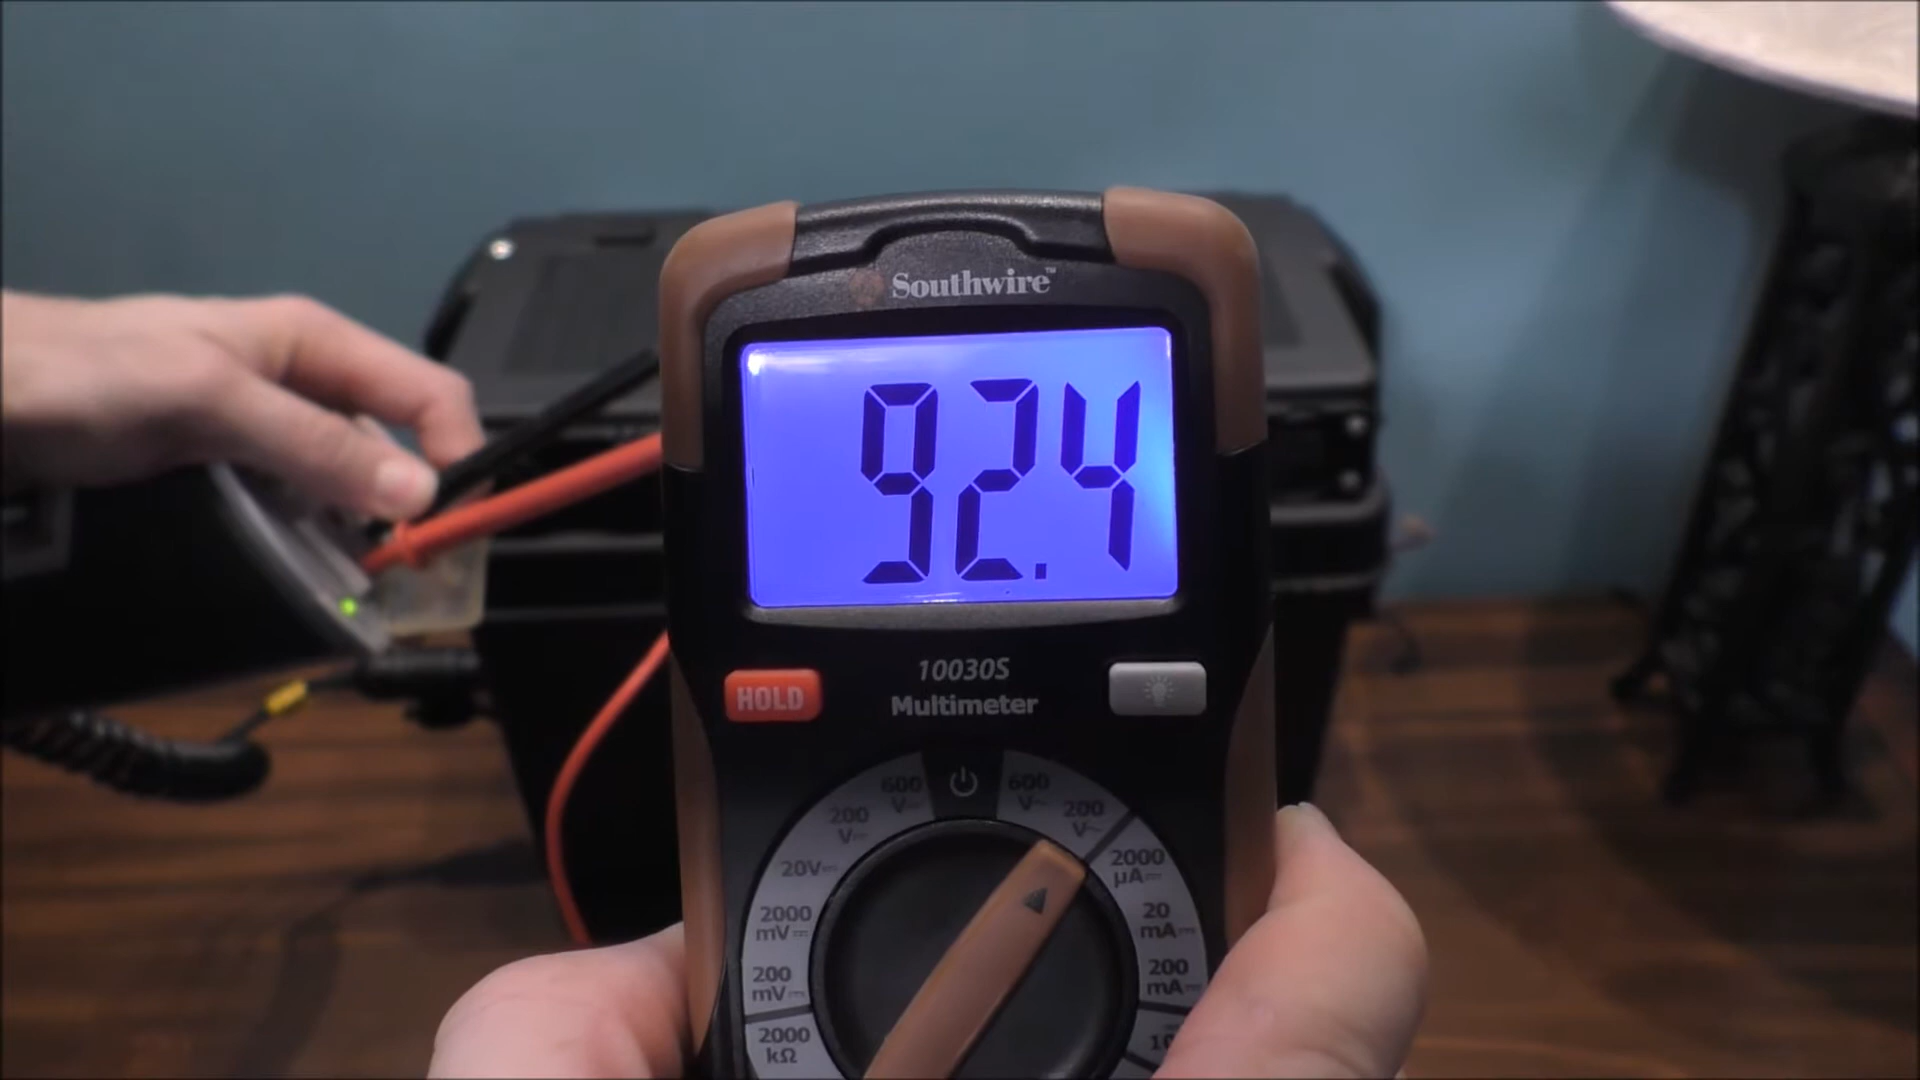 Southwire™
92.4
10030S
HOLD
Multimeter
600
V⎓
600
V~
200
V⎓
200
V~
20V⎓
2000
µA⎓
2000
mV⎓
20
mA⎓
200
mV⎓
200
mA⎓
2000
kΩ